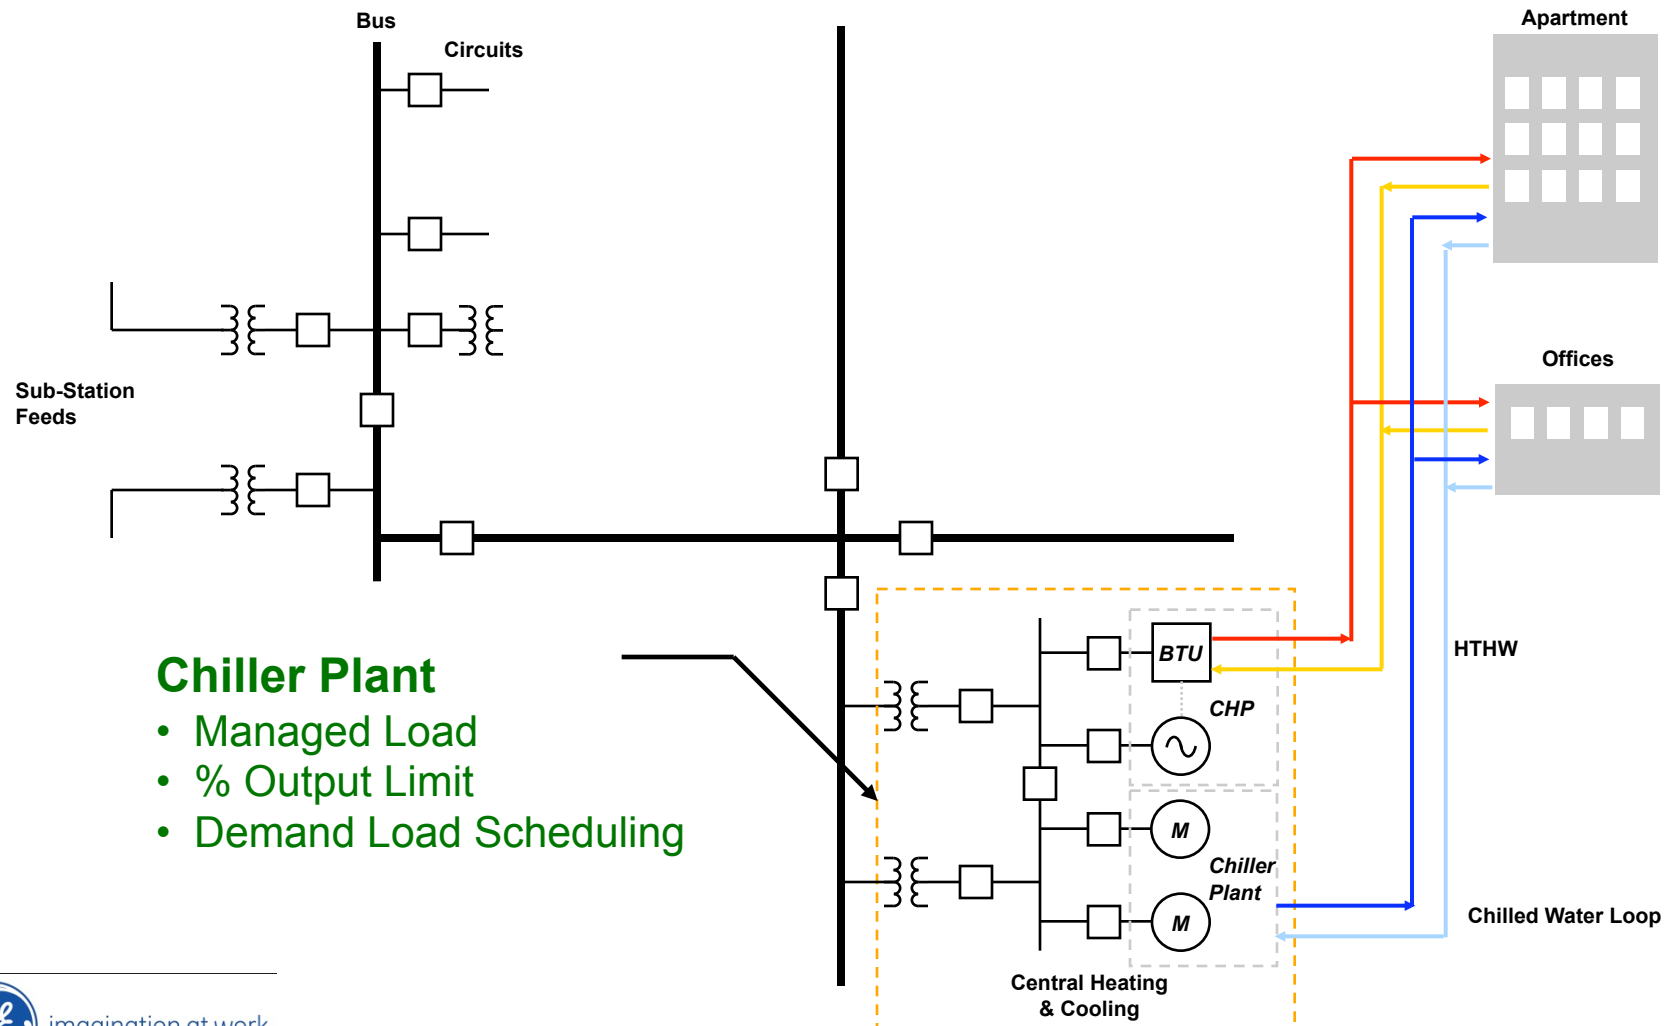 Bus
Circuits
Apartment
Offices
Sub-Station
Feeds
HTHW
BTU
CHP
M
Chiller
Plant
M
Chilled Water Loop
Central Heating
& Cooling
Chiller Plant
• Managed Load
• % Output Limit
• Demand Load Scheduling
imagination at work